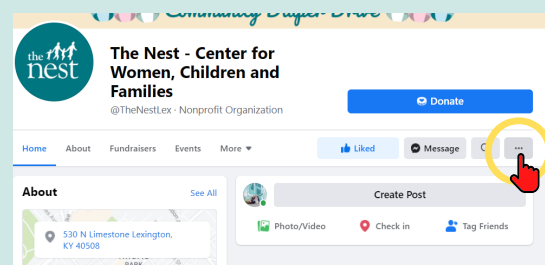 Community Diaper Drive
the
nest
The Nest - Center for
Women, Children and
Families
@TheNestLex · Nonprofit Organization
Donate
Home About Fundraisers Events More ▼ Liked Message ...
About See All
Create Post
530 N Limestone Lexington,
KY 40508
Photo/Video Check in Tag Friends
PARK